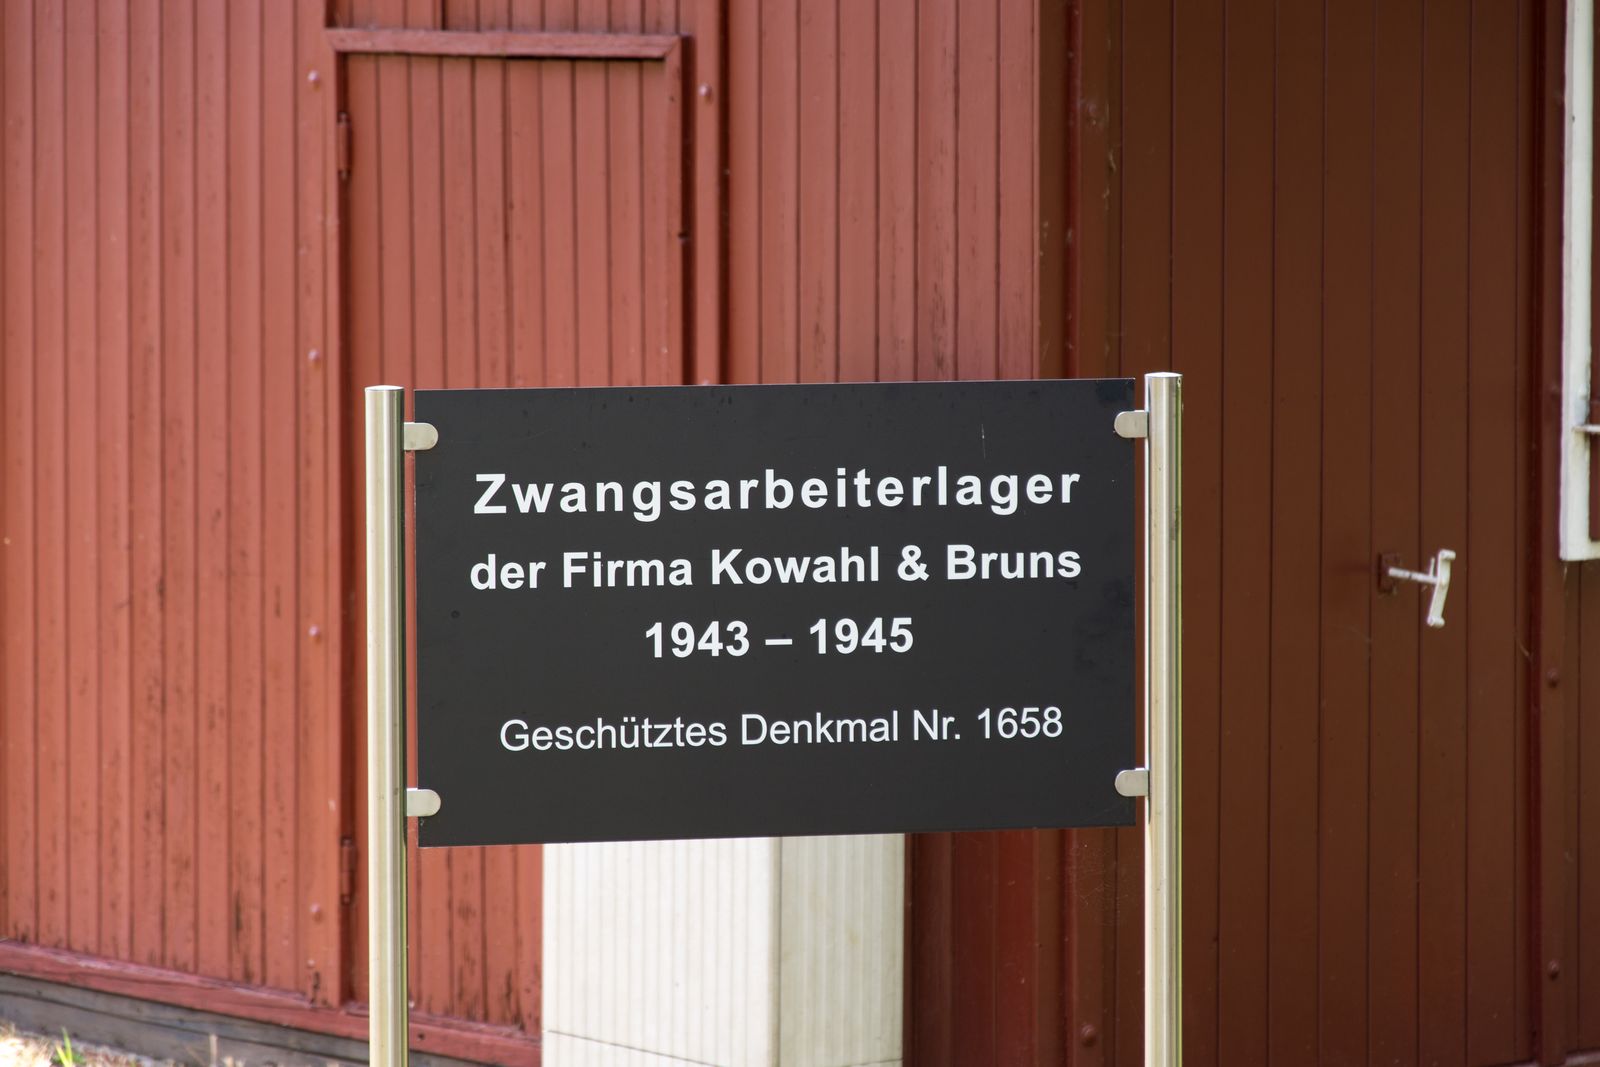 Zwangsarbeiterlager
der Firma Kowahl & Bruns
1943 – 1945
Geschütztes Denkmal Nr. 1658